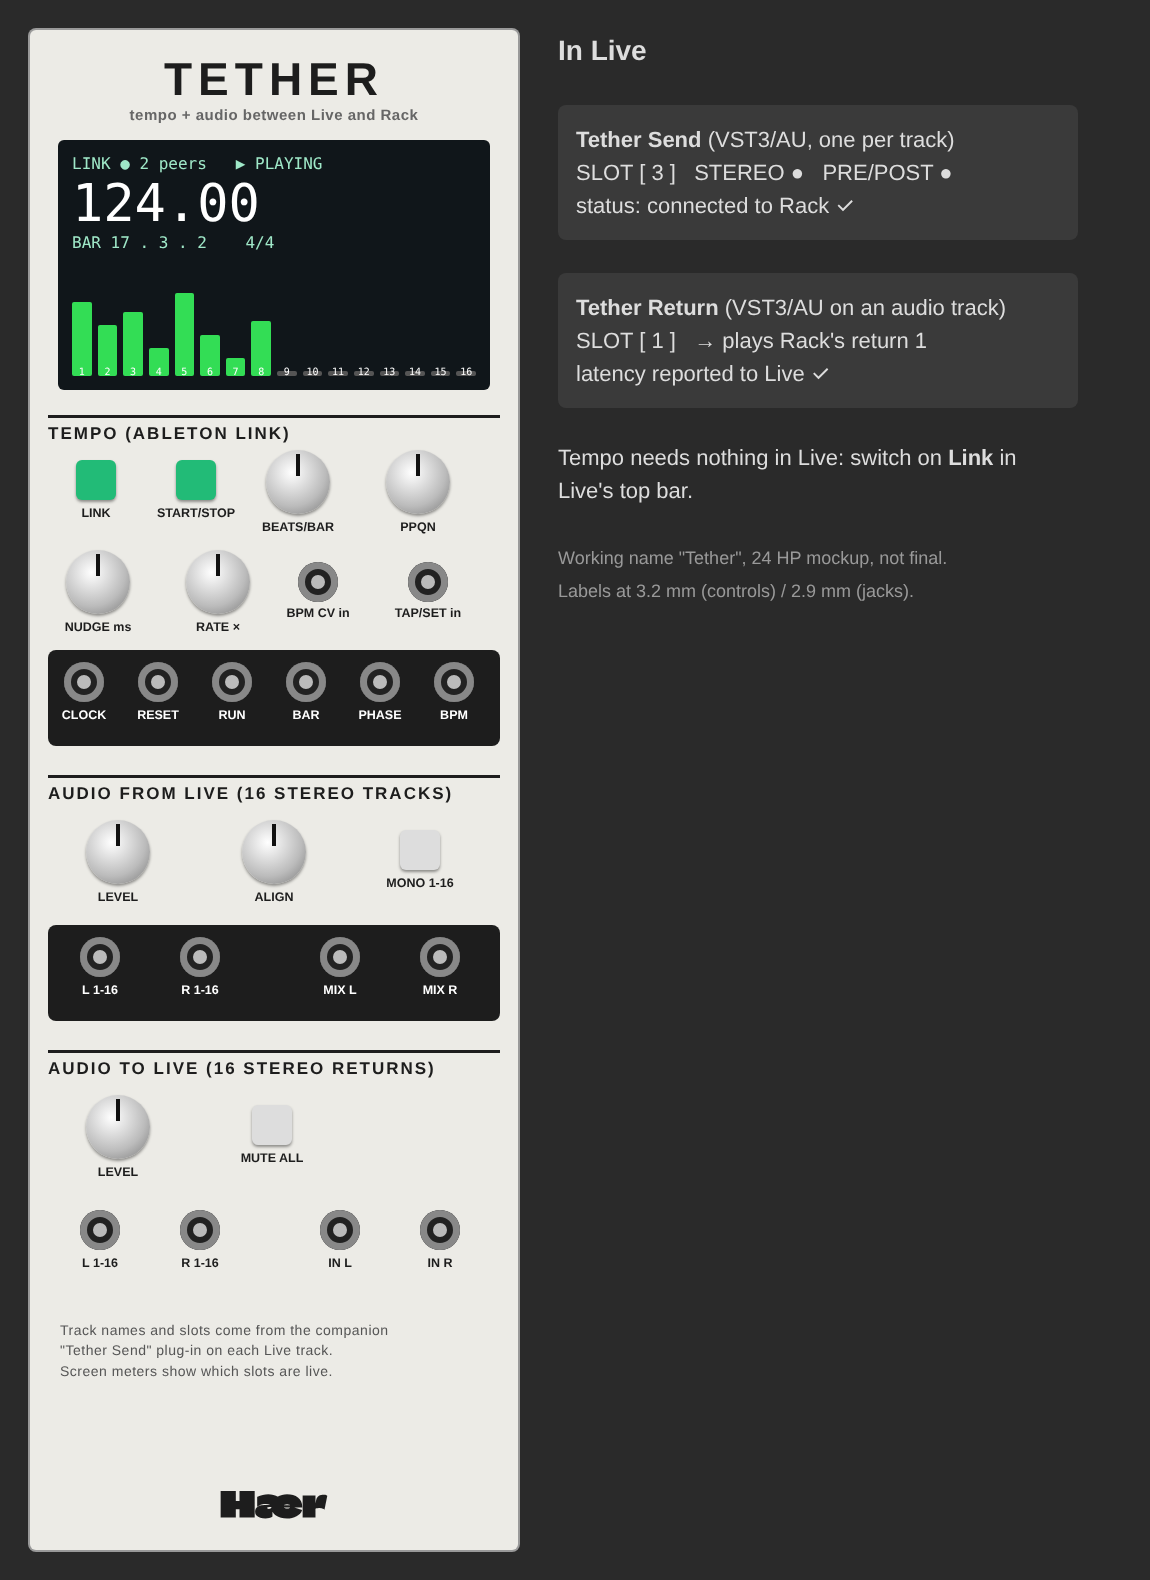 TETHER
tempo + audio between Live and Rack
LINK ● 2 peers ▶ PLAYING
124.00
BAR 17 . 3 . 2 4/4
1 2 3 4 5 6 7 8 9 10 11 12 13 14 15 16
TEMPO (ABLETON LINK)
LINK START/STOP BEATS/BAR PPQN
NUDGE ms RATE × BPM CV in TAP/SET in
CLOCK RESET RUN BAR PHASE BPM
AUDIO FROM LIVE (16 STEREO TRACKS)
LEVEL ALIGN MONO 1-16
L 1-16 R 1-16 MIX L MIX R
AUDIO TO LIVE (16 STEREO RETURNS)
LEVEL MUTE ALL
L 1-16 R 1-16 IN L IN R
Track names and slots come from the companion
"Tether Send" plug-in on each Live track.
Screen meters show which slots are live.
Hær
In Live
Tether Send (VST3/AU, one per track)
SLOT [ 3 ] STEREO ● PRE/POST ●
status: connected to Rack ✓
Tether Return (VST3/AU on an audio track)
SLOT [ 1 ] → plays Rack's return 1
latency reported to Live ✓
Tempo needs nothing in Live: switch on Link in
Live's top bar.
Working name "Tether", 24 HP mockup, not final.
Labels at 3.2 mm (controls) / 2.9 mm (jacks).